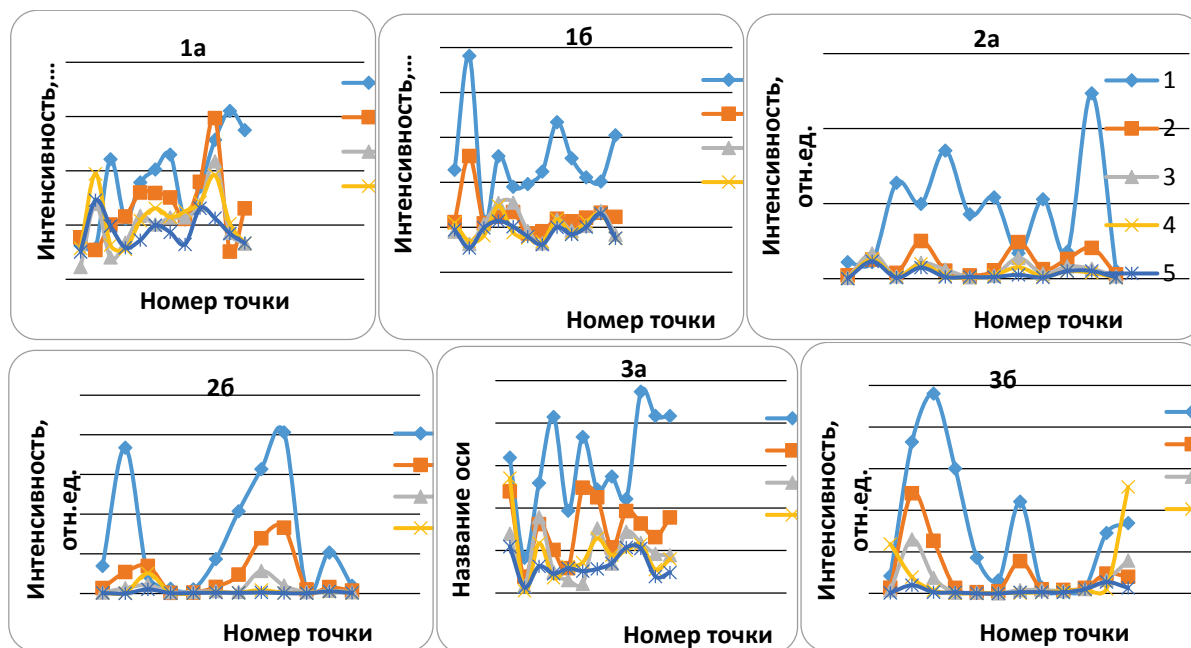 1а
Интенсивность,...
Номер точки
1б
Интенсивность,...
Номер точки
2а
Интенсивность,
отн.ед.
1
2
3
4
5
Номер точки
2б
Интенсивность,
отн.ед.
Номер точки
3а
Название оси
Номер точки
3б
Интенсивность,
отн.ед.
Номер точки